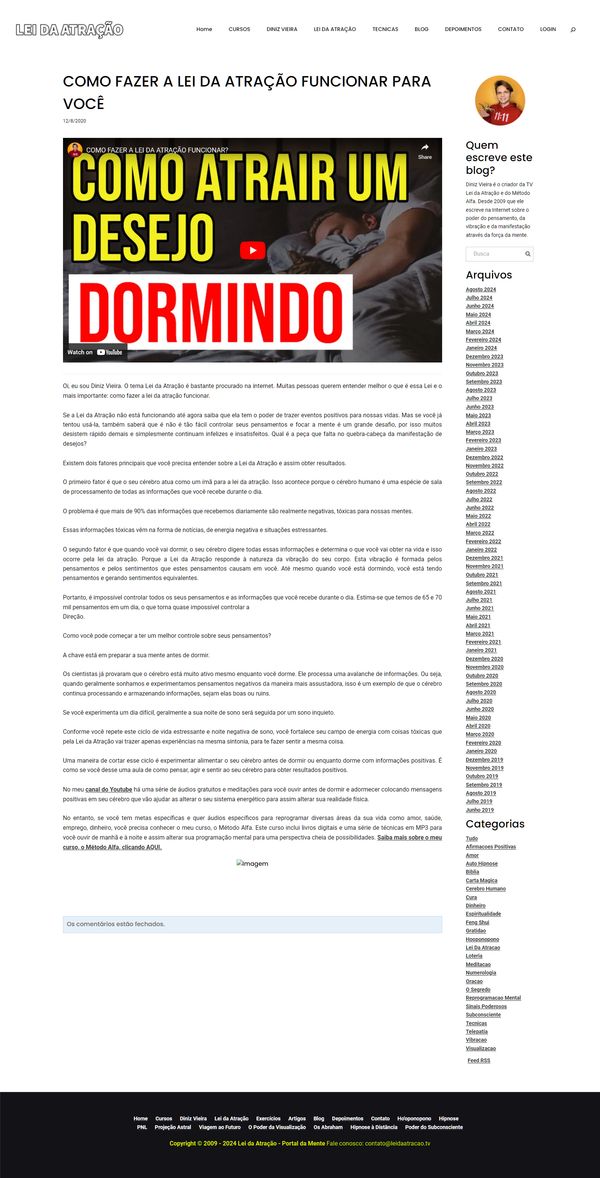 LEI DA ATRAÇÃO
Home CURSOS DINIZ VIEIRA LEI DA ATRAÇÃO TECNICAS BLOG DEPOIMENTOS CONTATO LOGIN
COMO FAZER A LEI DA ATRAÇÃO FUNCIONAR PARA
VOCÊ
12/8/2020
COMO FAZER A LEI DA ATRAÇÃO FUNCIONAR?
Share
COMO ATRAIR UM
DESEJO
DORMINDO
Watch on YouTube
Oi, eu sou Diniz Vieira. O tema Lei da Atração é bastante procurado na internet. Muitas pessoas querem entender melhor o que é essa Lei e o
mais importante: como fazer a lei da atração funcionar.
Se a Lei da Atração não está funcionando até agora saiba que ela tem o poder de trazer eventos positivos para nossas vidas. Mas se você já
tentou usá-la, também saberá que é não é tão fácil controlar seus pensamentos e focar a mente é um grande desafio, por isso muitos
desistem rápido demais e simplesmente continuam infelizes e insatisfeitos. Qual é a peça que falta no quebra-cabeça da manifestação de
desejos?
Existem dois fatores principais que você precisa entender sobre a Lei da Atração e assim obter resultados.
O primeiro fator é que o seu cérebro atua como um imã para a lei da atração. Isso acontece porque o cérebro humano é uma espécie de sala
de processamento de todas as informações que você recebe durante o dia.
O problema é que mais de 90% das informações que recebemos diariamente são realmente negativas, tóxicas para nossas mentes.
Essas informações tóxicas vêm na forma de notícias, de energia negativa e situações estressantes.
O segundo fator é que quando você vai dormir, o seu cérebro digere todas essas informações e determina o que você vai obter na vida e isso
ocorre pela lei da atração. Porque a Lei da Atração responde à natureza da vibração do seu corpo. Esta vibração é formada pelos
pensamentos e pelos sentimentos que estes pensamentos causam em você. Até mesmo quando você está dormindo, você está tendo
pensamentos e gerando sentimentos equivalentes.
Portanto, é impossível controlar todos os seus pensamentos e as informações que você recebe durante o dia. Estima-se que temos de 65 e 70
mil pensamentos em um dia, o que torna quase impossível controlar a
Direção.
Como você pode começar a ter um melhor controle sobre seus pensamentos?
A chave está em preparar a sua mente antes de dormir.
Os cientistas já provaram que o cérebro está muito ativo mesmo enquanto você dorme. Ele processa uma avalanche de informações. Ou seja,
quando geralmente sonhamos e experimentamos pensamentos negativos da maneira mais assustadora, isso é um exemplo de que o cérebro
continua processando e armazenando informações, sejam elas boas ou ruins.
Se você experimenta um dia difícil, geralmente a sua noite de sono será seguida por um sono inquieto.
Conforme você repete este ciclo de vida estressante e noite negativa de sono, você fortalece seu campo de energia com coisas tóxicas que
pela Lei da Atração vai trazer apenas experiências na mesma sintonia, para te fazer sentir a mesma coisa.
Uma maneira de cortar esse ciclo é experimentar alimentar o seu cérebro antes de dormir ou enquanto dorme com informações positivas. É
como se você desse uma aula de como pensar, agir e sentir ao seu cérebro para obter resultados positivos.
No meu canal do Youtube há uma série de áudios gratuitos e meditações para você ouvir antes de dormir e adormecer colocando mensagens
positivas em seu cérebro que vão ajudar as alterar o seu sistema energético para assim alterar sua realidade física.
No entanto, se você tem metas específicas e quer áudios específicos para reprogramar diversas áreas da sua vida como amor, saúde,
emprego, dinheiro, você precisa conhecer o meu curso, o Método Alfa. Este curso inclui livros digitais e uma série de técnicas em MP3 para
você ouvir de manhã e à noite e assim alterar sua programação mental para uma perspectiva cheia de possibilidades. Saiba mais sobre o meu
curso, o Método Alfa, clicando AQUI.
Imagem
Os comentários estão fechados.
11:11
Quem
escreve este
blog?
Diniz Vieira é o criador da TV
Lei da Atração e do Método
Alfa. Desde 2009 que ele
escreve na Internet sobre o
poder do pensamento, da
vibração e da manifestação
através da força da mente.
Busca
Arquivos
Agosto 2024
Julho 2024
Junho 2024
Maio 2024
Abril 2024
Março 2024
Fevereiro 2024
Janeiro 2024
Dezembro 2023
Novembro 2023
Outubro 2023
Setembro 2023
Agosto 2023
Julho 2023
Junho 2023
Maio 2023
Abril 2023
Março 2023
Fevereiro 2023
Janeiro 2023
Dezembro 2022
Novembro 2022
Outubro 2022
Setembro 2022
Agosto 2022
Julho 2022
Junho 2022
Maio 2022
Abril 2022
Março 2022
Fevereiro 2022
Janeiro 2022
Dezembro 2021
Novembro 2021
Outubro 2021
Setembro 2021
Agosto 2021
Julho 2021
Junho 2021
Maio 2021
Abril 2021
Março 2021
Fevereiro 2021
Janeiro 2021
Dezembro 2020
Novembro 2020
Outubro 2020
Setembro 2020
Agosto 2020
Julho 2020
Junho 2020
Maio 2020
Abril 2020
Março 2020
Fevereiro 2020
Janeiro 2020
Dezembro 2019
Novembro 2019
Outubro 2019
Setembro 2019
Agosto 2019
Julho 2019
Junho 2019
Categorias
Tudo
Afirmacoes Positivas
Amor
Auto Hipnose
Biblia
Carta Magica
Cerebro Humano
Cura
Dinheiro
Espiritualidade
Feng Shui
Gratidao
Hooponopono
Lei Da Atracao
Loteria
Meditacao
Numerologia
Oracao
O Segredo
Reprogramacao Mental
Sinais Poderosos
Subconsciente
Tecnicas
Telepatia
Vibracao
Visualizacao
Feed RSS
Home Cursos Diniz Vieira Lei da Atração Exercícios Artigos Blog Depoimentos Contato Ho'oponopono Hipnose
PNL Projeção Astral Viagem ao Futuro O Poder da Visualização Os Abraham Hipnose à Distância Poder do Subconsciente
Copyright © 2009 - 2024 Lei da Atração - Portal da Mente Fale conosco: contato@leidaatracao.tv